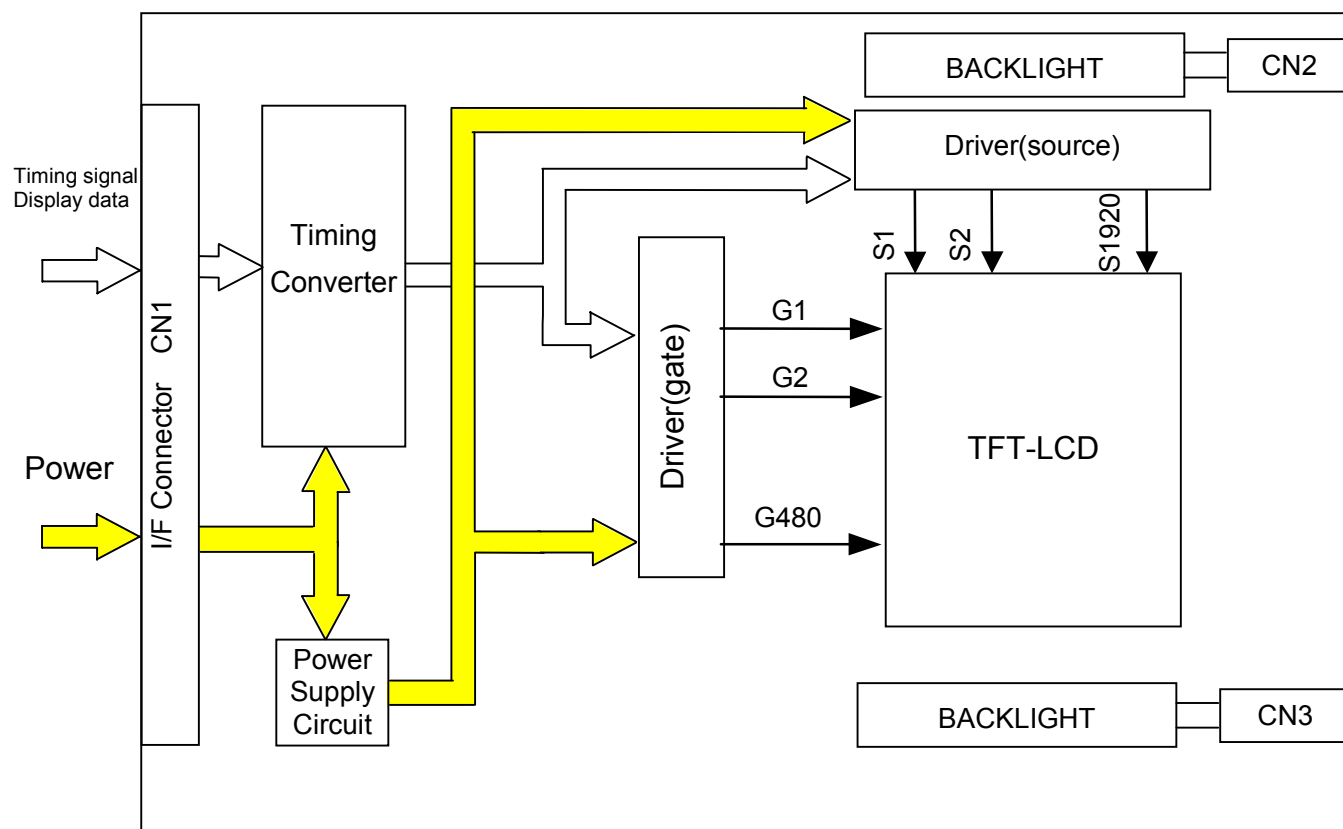 BACKLIGHT
CN2
Driver(source)
Timing signal
Display data
S1
S2
S1920
Timing
Converter
I/F Connector CN1
Driver(gate)
G1
G2
G480
TFT-LCD
Power
Power
Supply
Circuit
BACKLIGHT
CN3